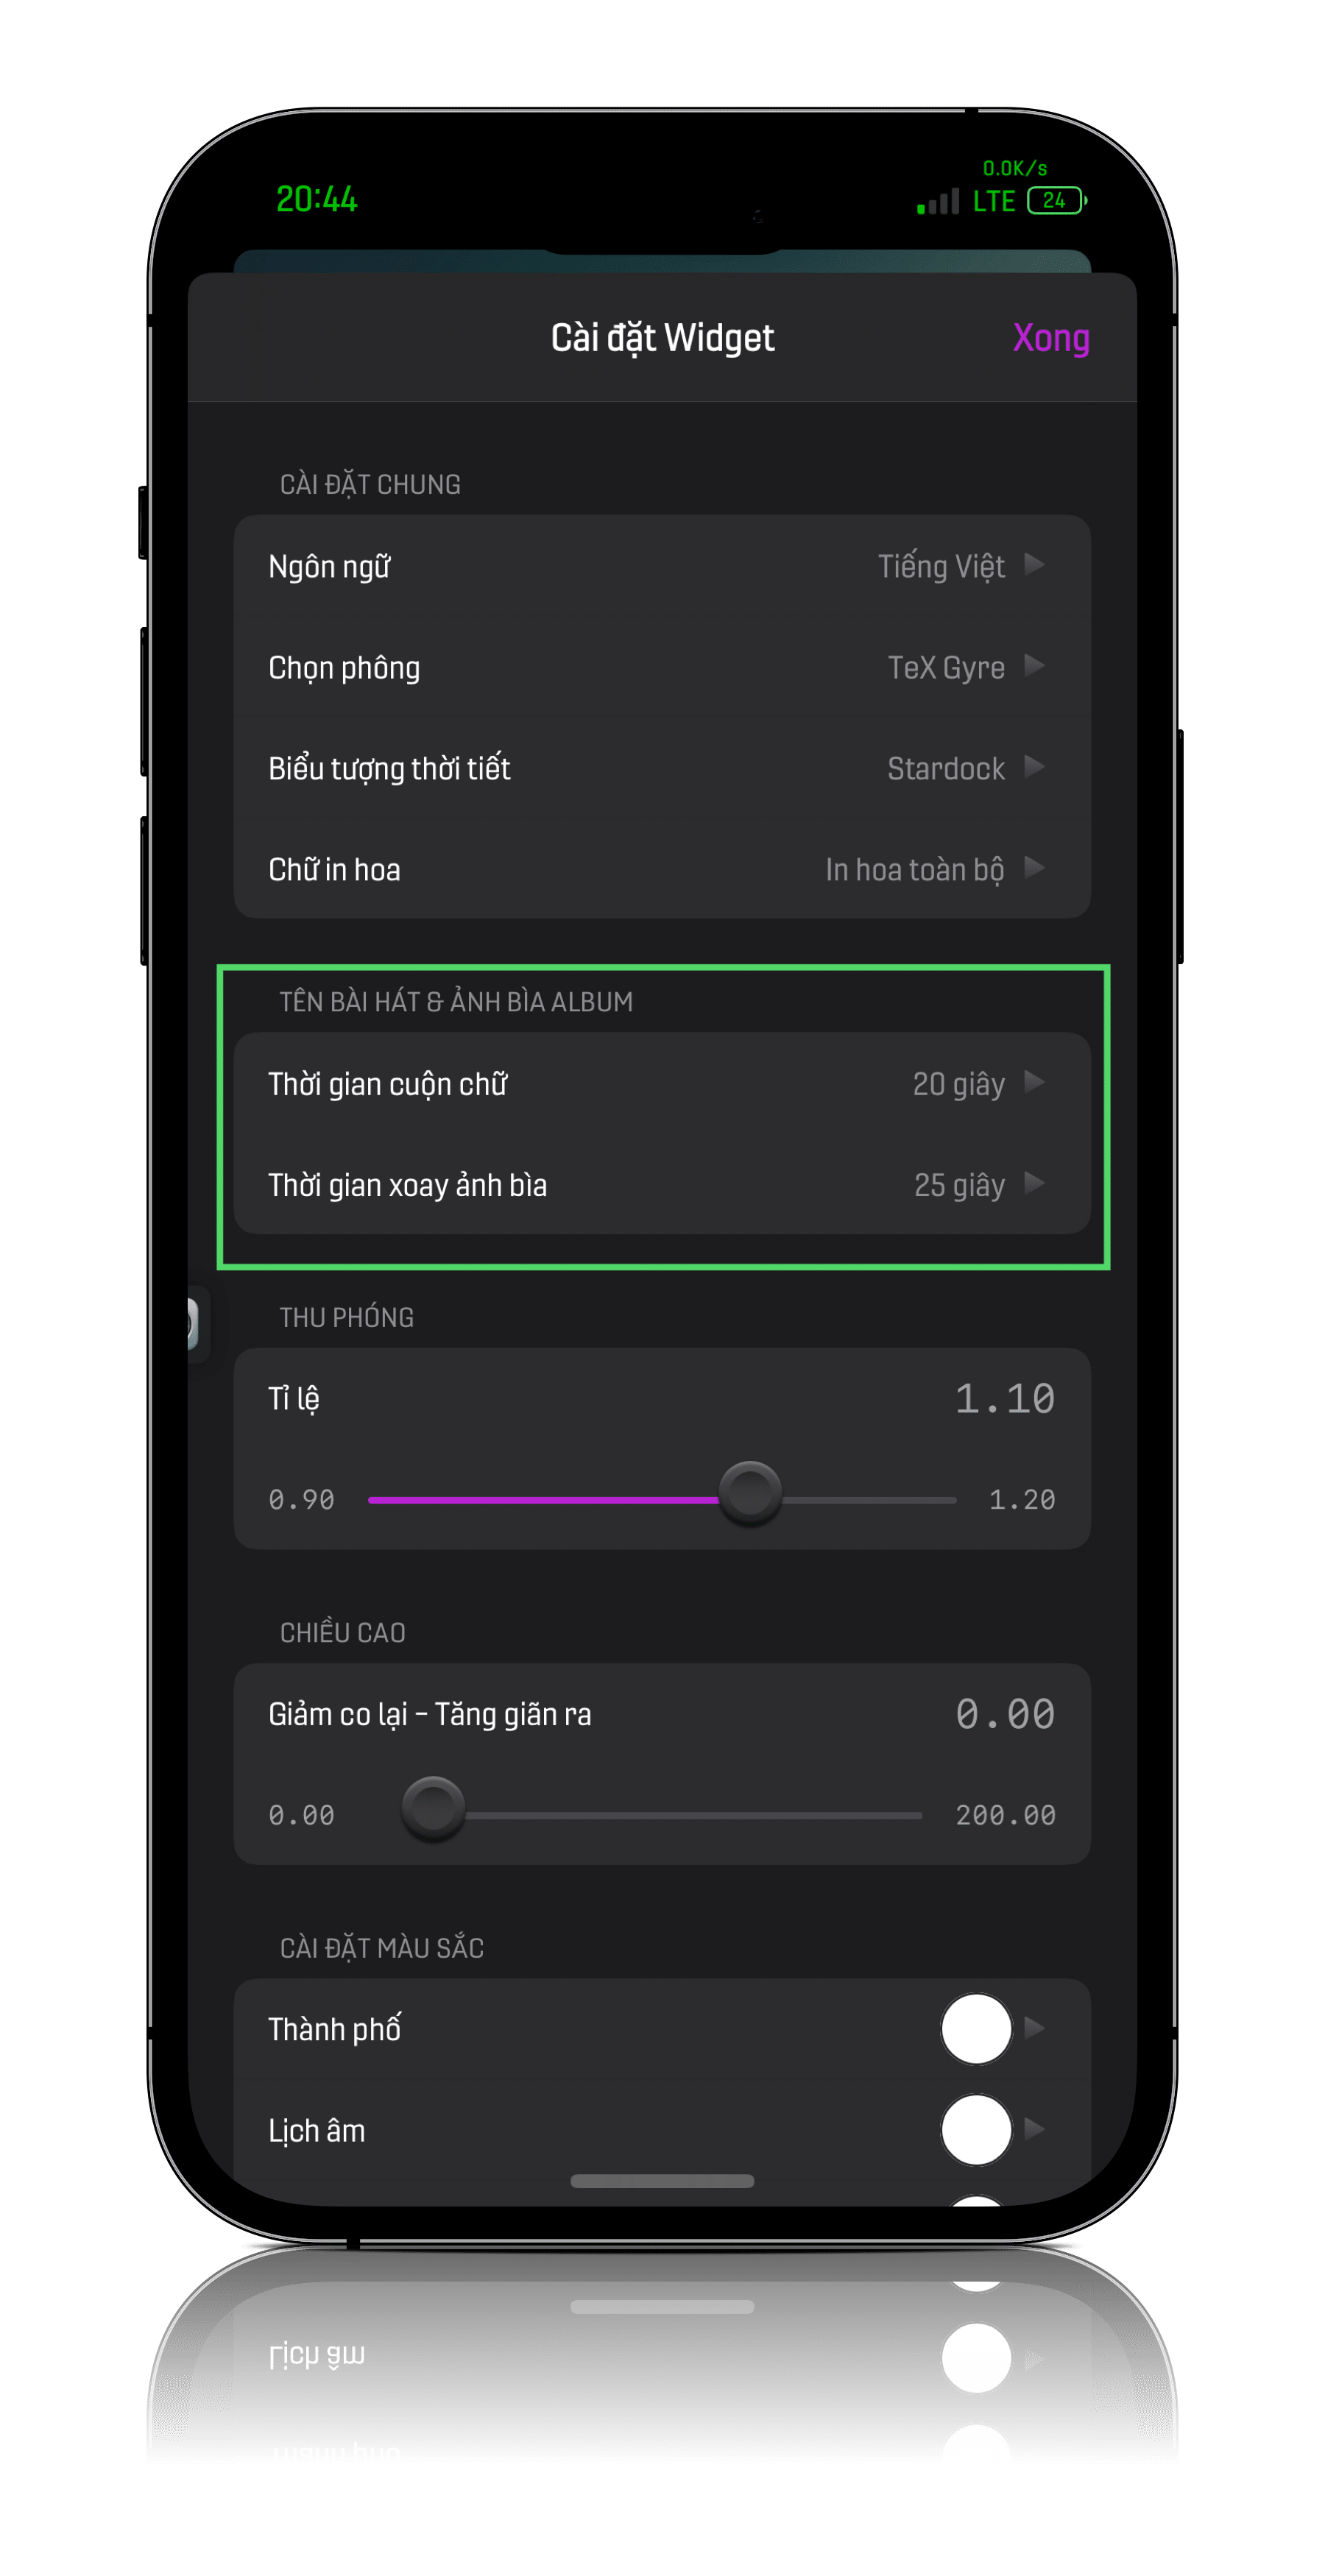 0.0K/s
20:44
LTE 24
Cài đặt Widget
Xong
CÀI ĐẶT CHUNG
Ngôn ngữ Tiếng Việt
Chọn phông TeX Gyre
Biểu tượng thời tiết Stardock
Chữ in hoa In hoa toàn bộ
TÊN BÀI HÁT & ẢNH BÌA ALBUM
Thời gian cuộn chữ 20 giây
Thời gian xoay ảnh bìa 25 giây
THU PHÓNG
Tỉ lệ 1.10
0.90 1.20
CHIỀU CAO
Giảm co lại - Tăng giãn ra 0.00
0.00 200.00
CÀI ĐẶT MÀU SẮC
Thành phố
Lịch âm